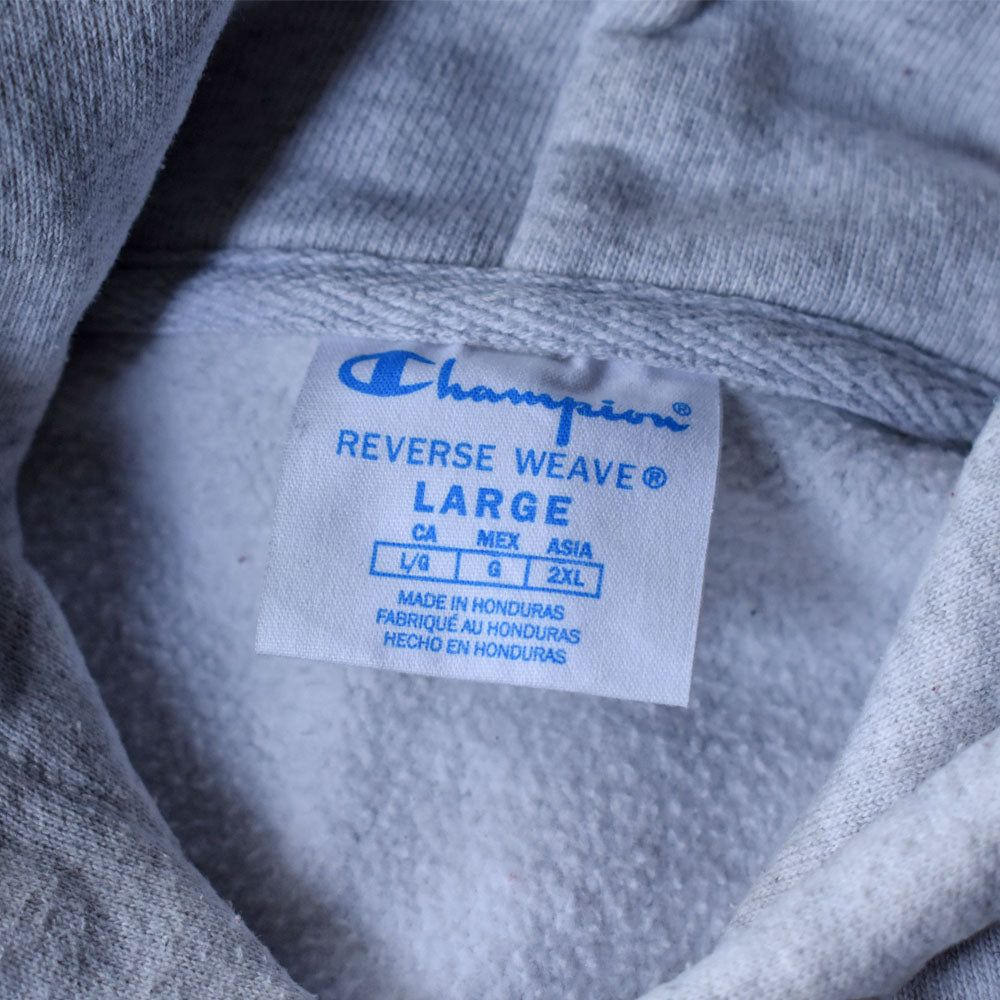 Champion®
REVERSE WEAVE®
LARGE
CA MEX ASIA
L/G G 2XL
MADE IN HONDURAS
FABRIQUÉ AU HONDURAS
HECHO EN HONDURAS